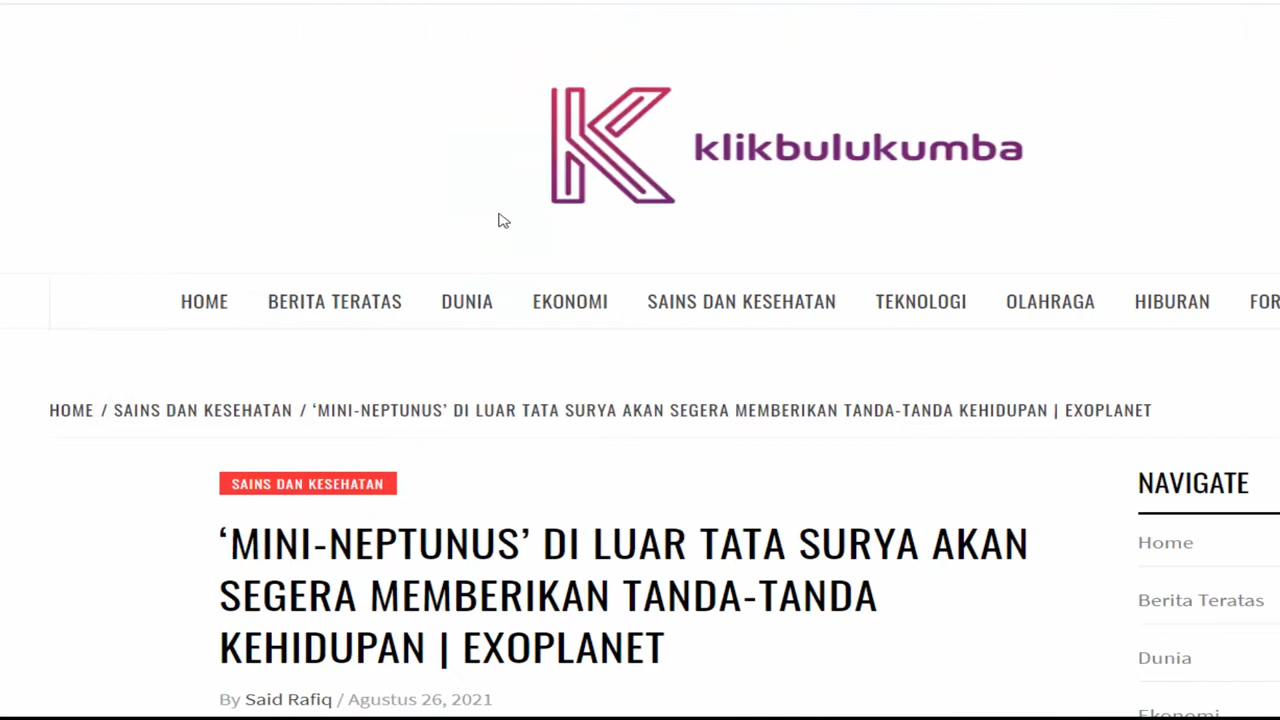 klikbulukumba
HOME BERITA TERATAS DUNIA EKONOMI SAINS DAN KESEHATAN TEKNOLOGI OLAHRAGA HIBURAN FOR
HOME / SAINS DAN KESEHATAN / ‘MINI-NEPTUNUS’ DI LUAR TATA SURYA AKAN SEGERA MEMBERIKAN TANDA-TANDA KEHIDUPAN | EXOPLANET
SAINS DAN KESEHATAN
‘MINI-NEPTUNUS’ DI LUAR TATA SURYA AKAN
SEGERA MEMBERIKAN TANDA-TANDA
KEHIDUPAN | EXOPLANET
By Said Rafiq / Agustus 26, 2021
NAVIGATE
Home
Berita Teratas
Dunia
Ekonomi